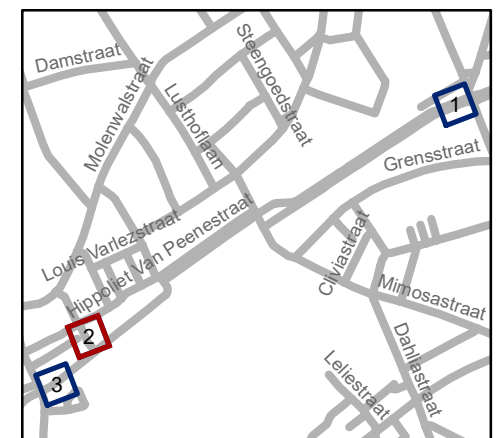 Damstraat
Molenwalstraat
Lusthoflaan
Steengoedstraat
1
Grensstraat
Louis Varlezstraat
Hippoliet Van Peenestraat
Cliviastraat
Mimosastraat
2
Dahliastraat
Leliestraat
3